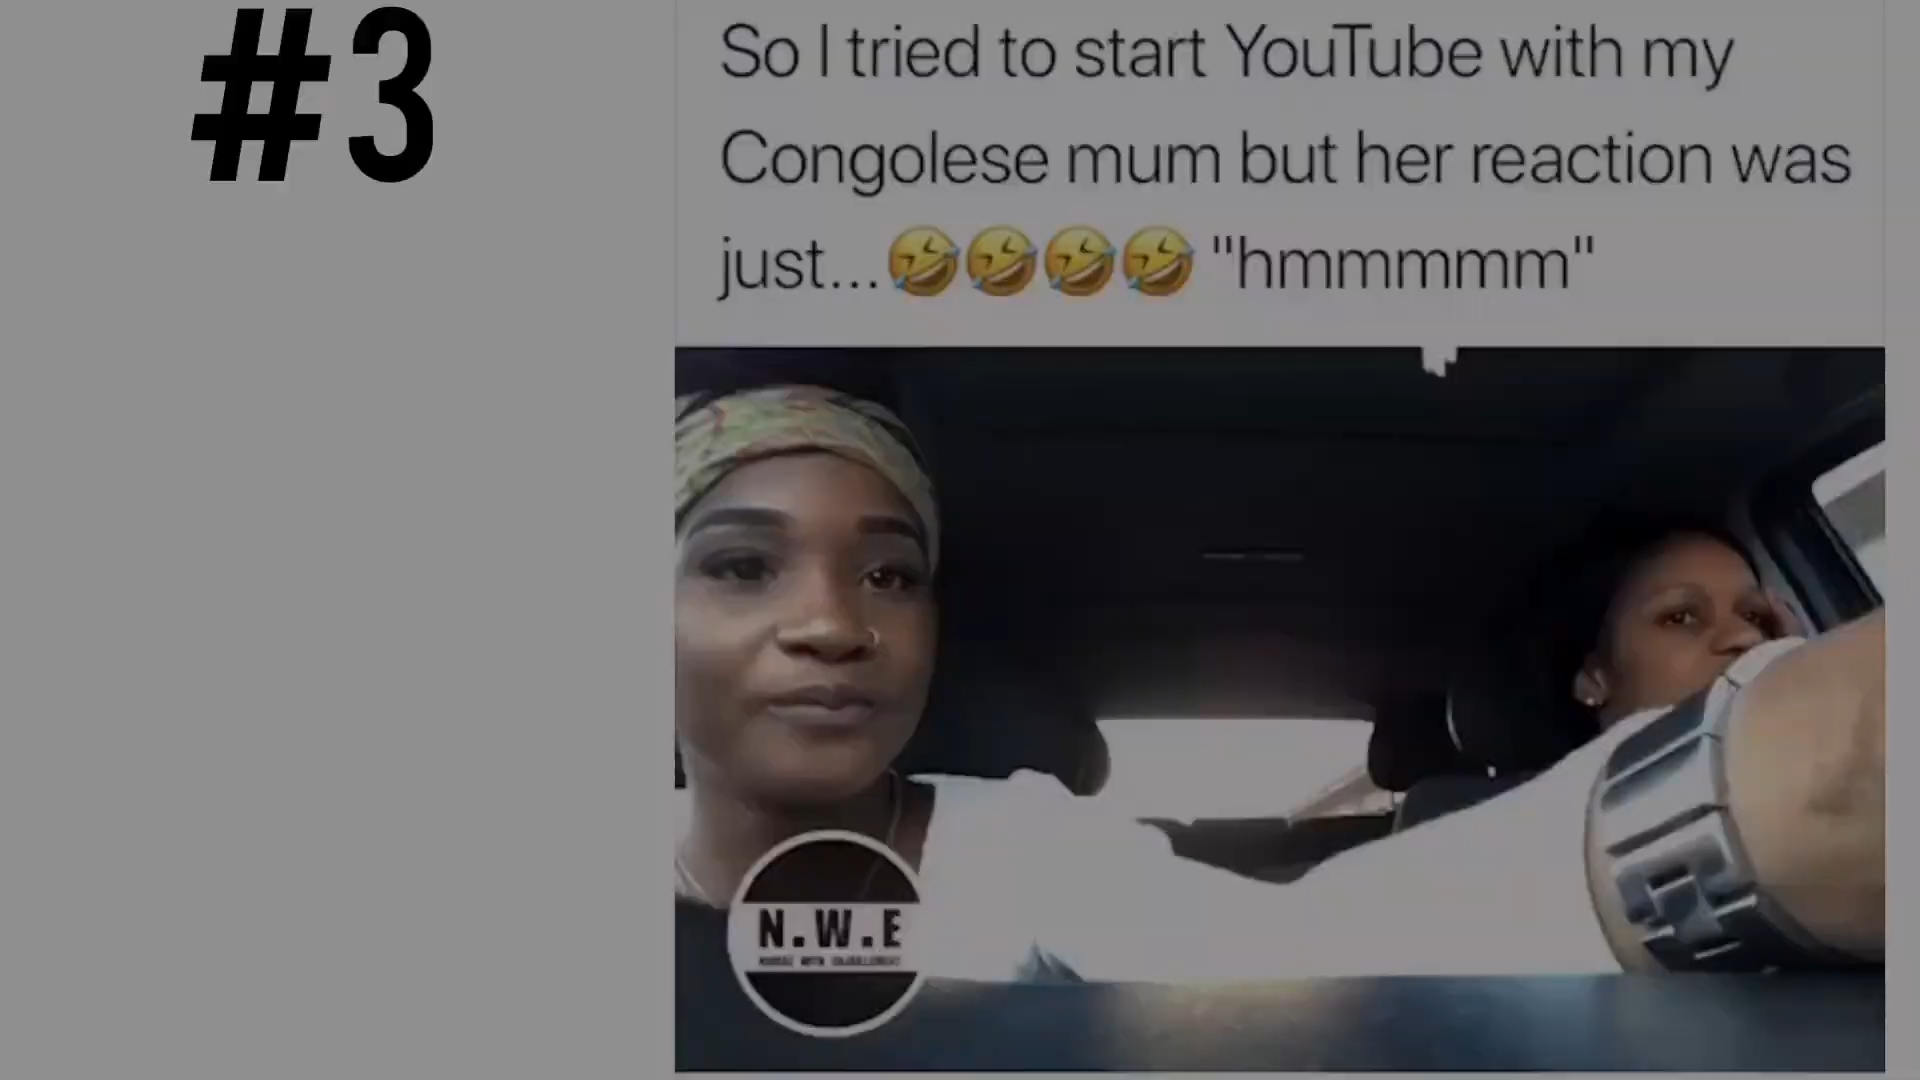 #3
So I tried to start YouTube with my
Congolese mum but her reaction was
just...🤣🤣🤣🤣 "hmmmmm"
N.W.E